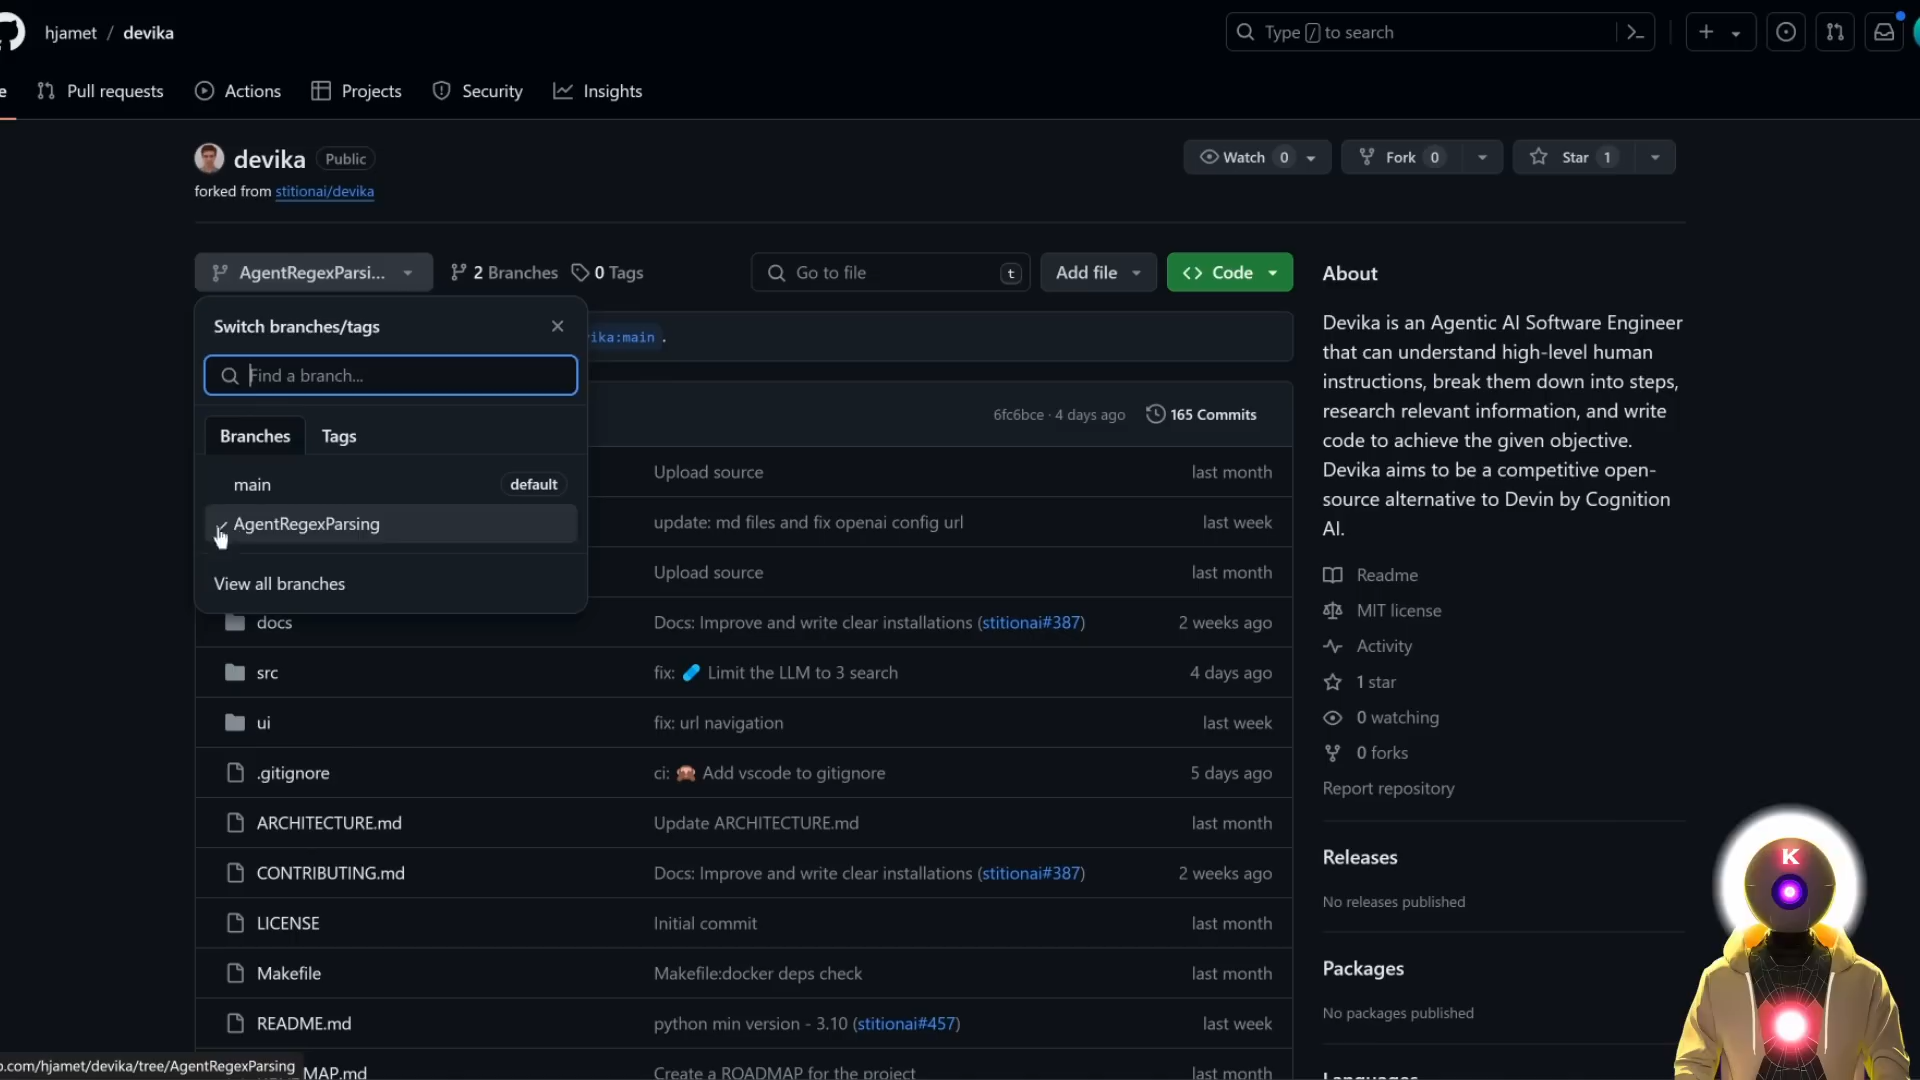 hjamet / devika
Type / to search
Pull requests
Actions
Projects
Security
Insights
devika Public
Watch 0
Fork 0
Star 1
forked from stitionai/devika
AgentRegexParsi...
2 Branches
0 Tags
Go to file t
Add file
Code
Switch branches/tags
ika:main .
Find a branch...
6fc6bce · 4 days ago
165 Commits
Branches
Tags
main default
AgentRegexParsing
View all branches
Upload source last month
update: md files and fix openai config url last week
Upload source last month
docs Docs: Improve and write clear installations (stitionai#387) 2 weeks ago
src fix: Limit the LLM to 3 search 4 days ago
ui fix: url navigation last week
.gitignore ci: Add vscode to gitignore 5 days ago
ARCHITECTURE.md Update ARCHITECTURE.md last month
CONTRIBUTING.md Docs: Improve and write clear installations (stitionai#387) 2 weeks ago
LICENSE Initial commit last month
Makefile Makefile:docker deps check last month
README.md python min version - 3.10 (stitionai#457) last week
MAP.md Create a ROADMAP for the project last month
.com/hjamet/devika/tree/AgentRegexParsing
About
Devika is an Agentic AI Software Engineer
that can understand high-level human
instructions, break them down into steps,
research relevant information, and write
code to achieve the given objective.
Devika aims to be a competitive open-
source alternative to Devin by Cognition
AI.
Readme
MIT license
Activity
1 star
0 watching
0 forks
Report repository
Releases
No releases published
Packages
No packages published
K